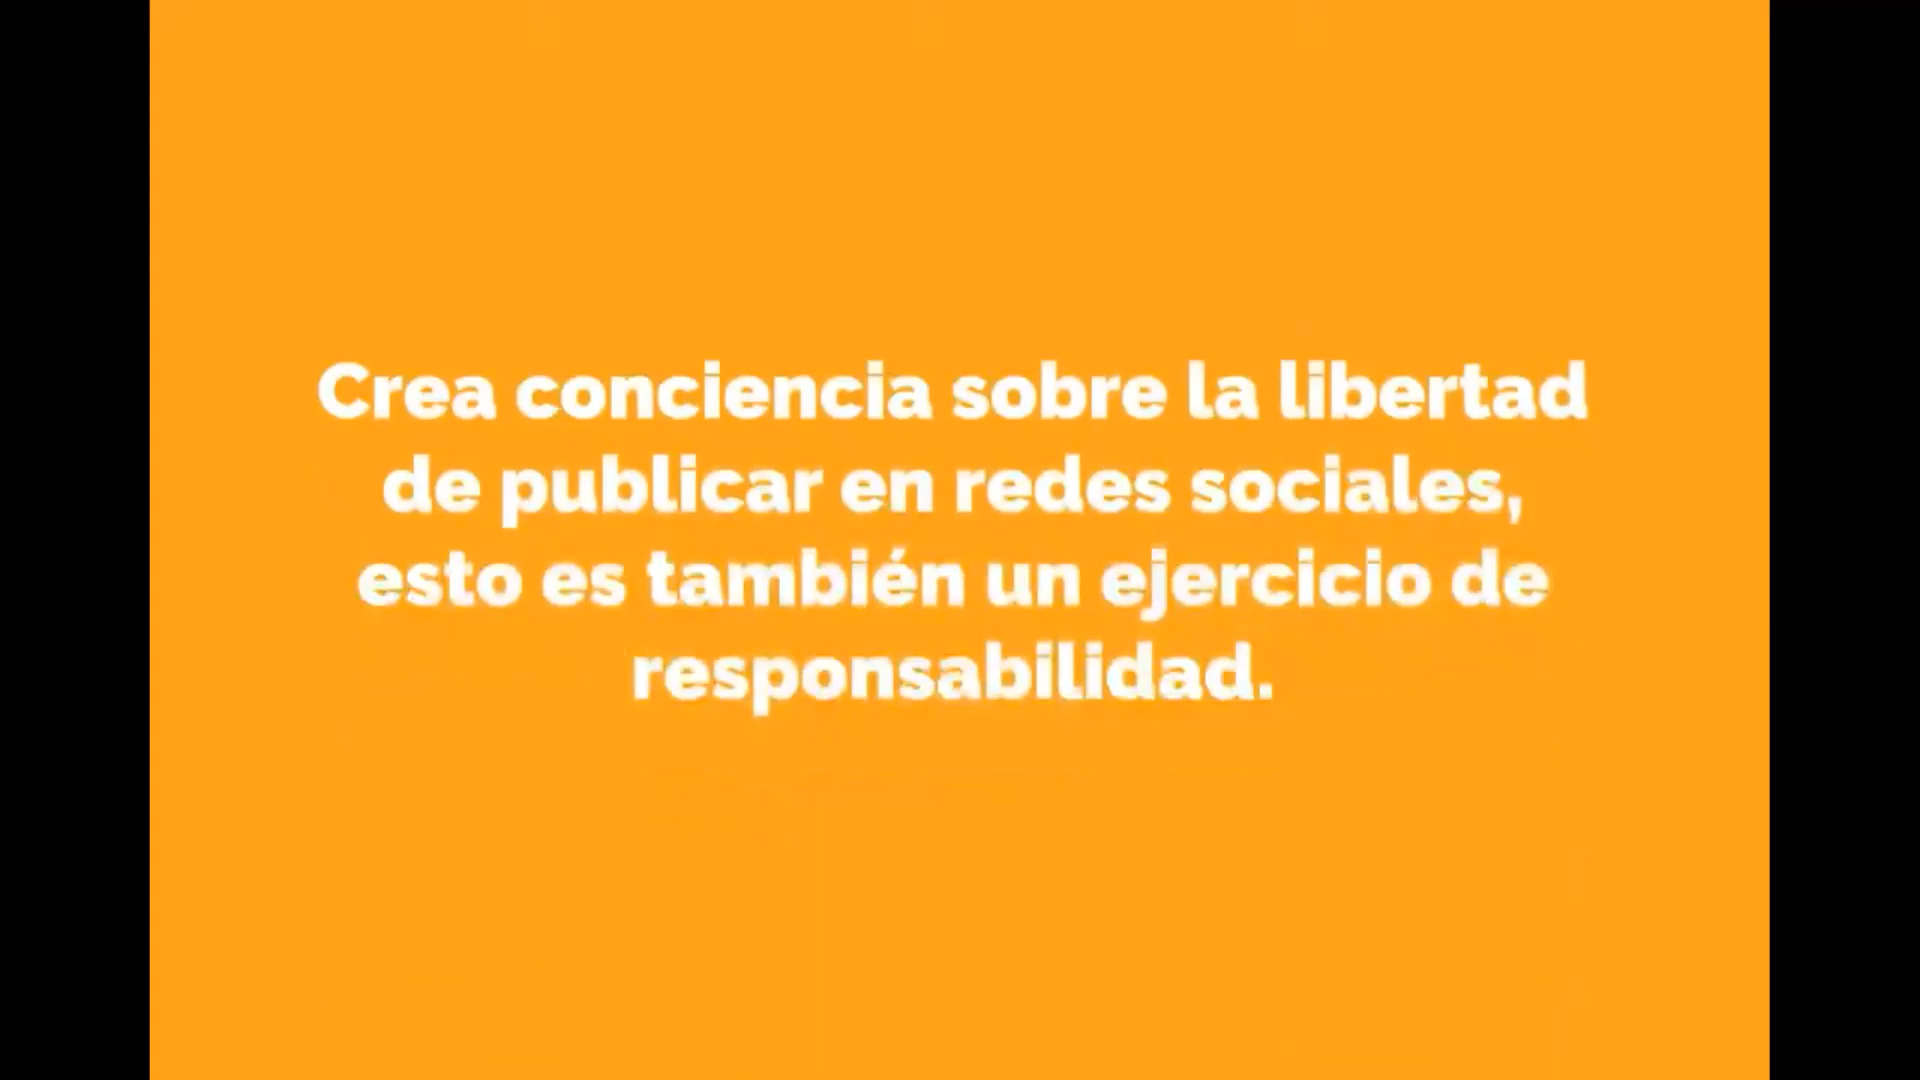 Crea conciencia sobre la libertad
de publicar en redes sociales,
esto es también un ejercicio de
responsabilidad.